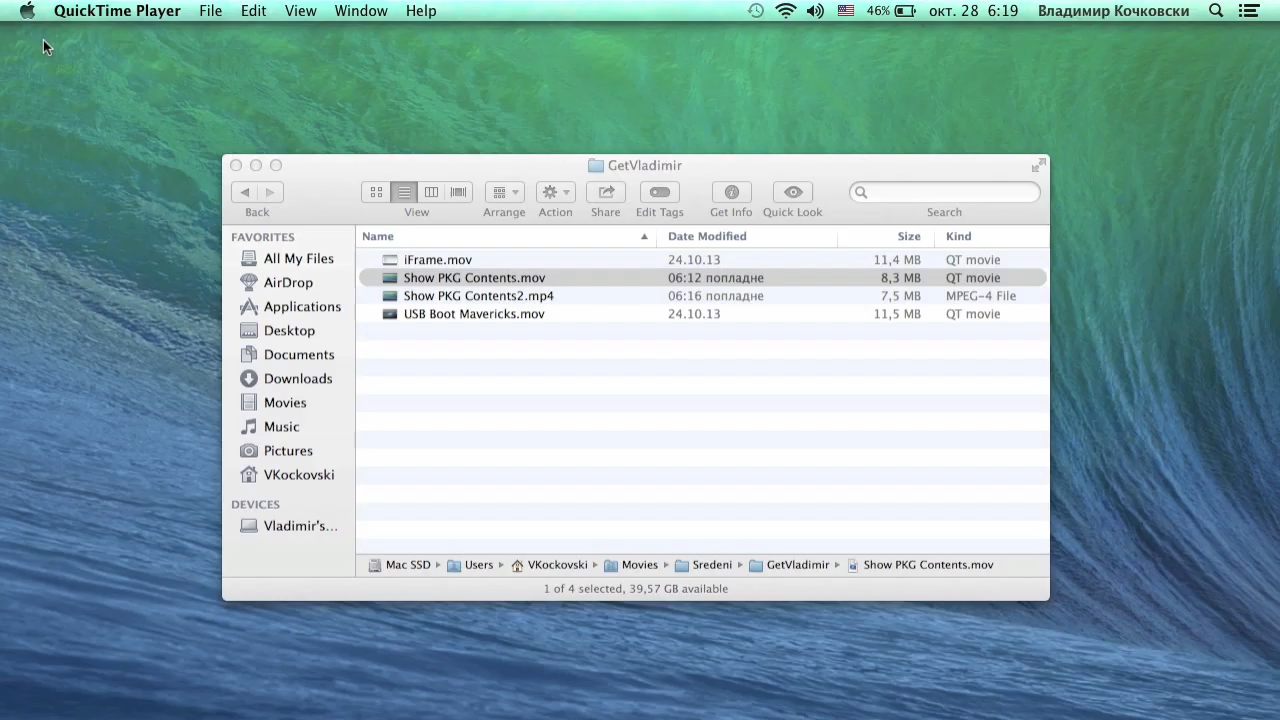 QuickTime Player File Edit View Window Help 46% окт. 28 6:19 Владимир Кочковски
GetVladimir
Back View Arrange Action Share Edit Tags Get Info Quick Look Search
FAVORITES
All My Files
AirDrop
Applications
Desktop
Documents
Downloads
Movies
Music
Pictures
VKockovski
DEVICES
Vladimir's...
Name Date Modified Size Kind
iFrame.mov 24.10.13 11,4 MB QT movie
Show PKG Contents.mov 06:12 попладне 8,3 MB QT movie
Show PKG Contents2.mp4 06:16 попладне 7,5 MB MPEG-4 File
USB Boot Mavericks.mov 24.10.13 11,5 MB QT movie
Mac SSD Users VKockovski Movies Sredeni GetVladimir Show PKG Contents.mov
1 of 4 selected, 39,57 GB available